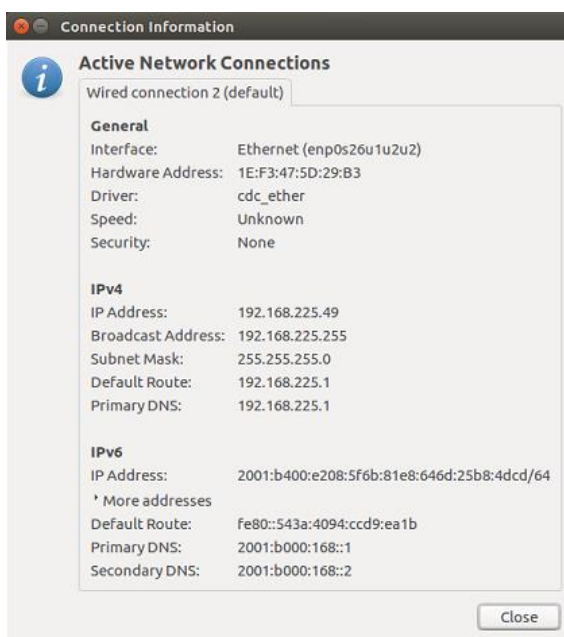 Connection Information
Active Network Connections
Wired connection 2 (default)
General
Interface: Ethernet (enp0s26u1u2u2)
Hardware Address: 1E:F3:47:5D:29:B3
Driver: cdc_ether
Speed: Unknown
Security: None
IPv4
IP Address: 192.168.225.49
Broadcast Address: 192.168.225.255
Subnet Mask: 255.255.255.0
Default Route: 192.168.225.1
Primary DNS: 192.168.225.1
IPv6
IP Address: 2001:b400:e208:5f6b:81e8:646d:25b8:4dcd/64
More addresses
Default Route: fe80::543a:4094:ccd9:ea1b
Primary DNS: 2001:b000:168::1
Secondary DNS: 2001:b000:168::2
Close